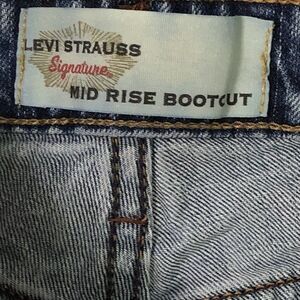 LEVI STRAUSS
Signature
MID RISE BOOTCUT